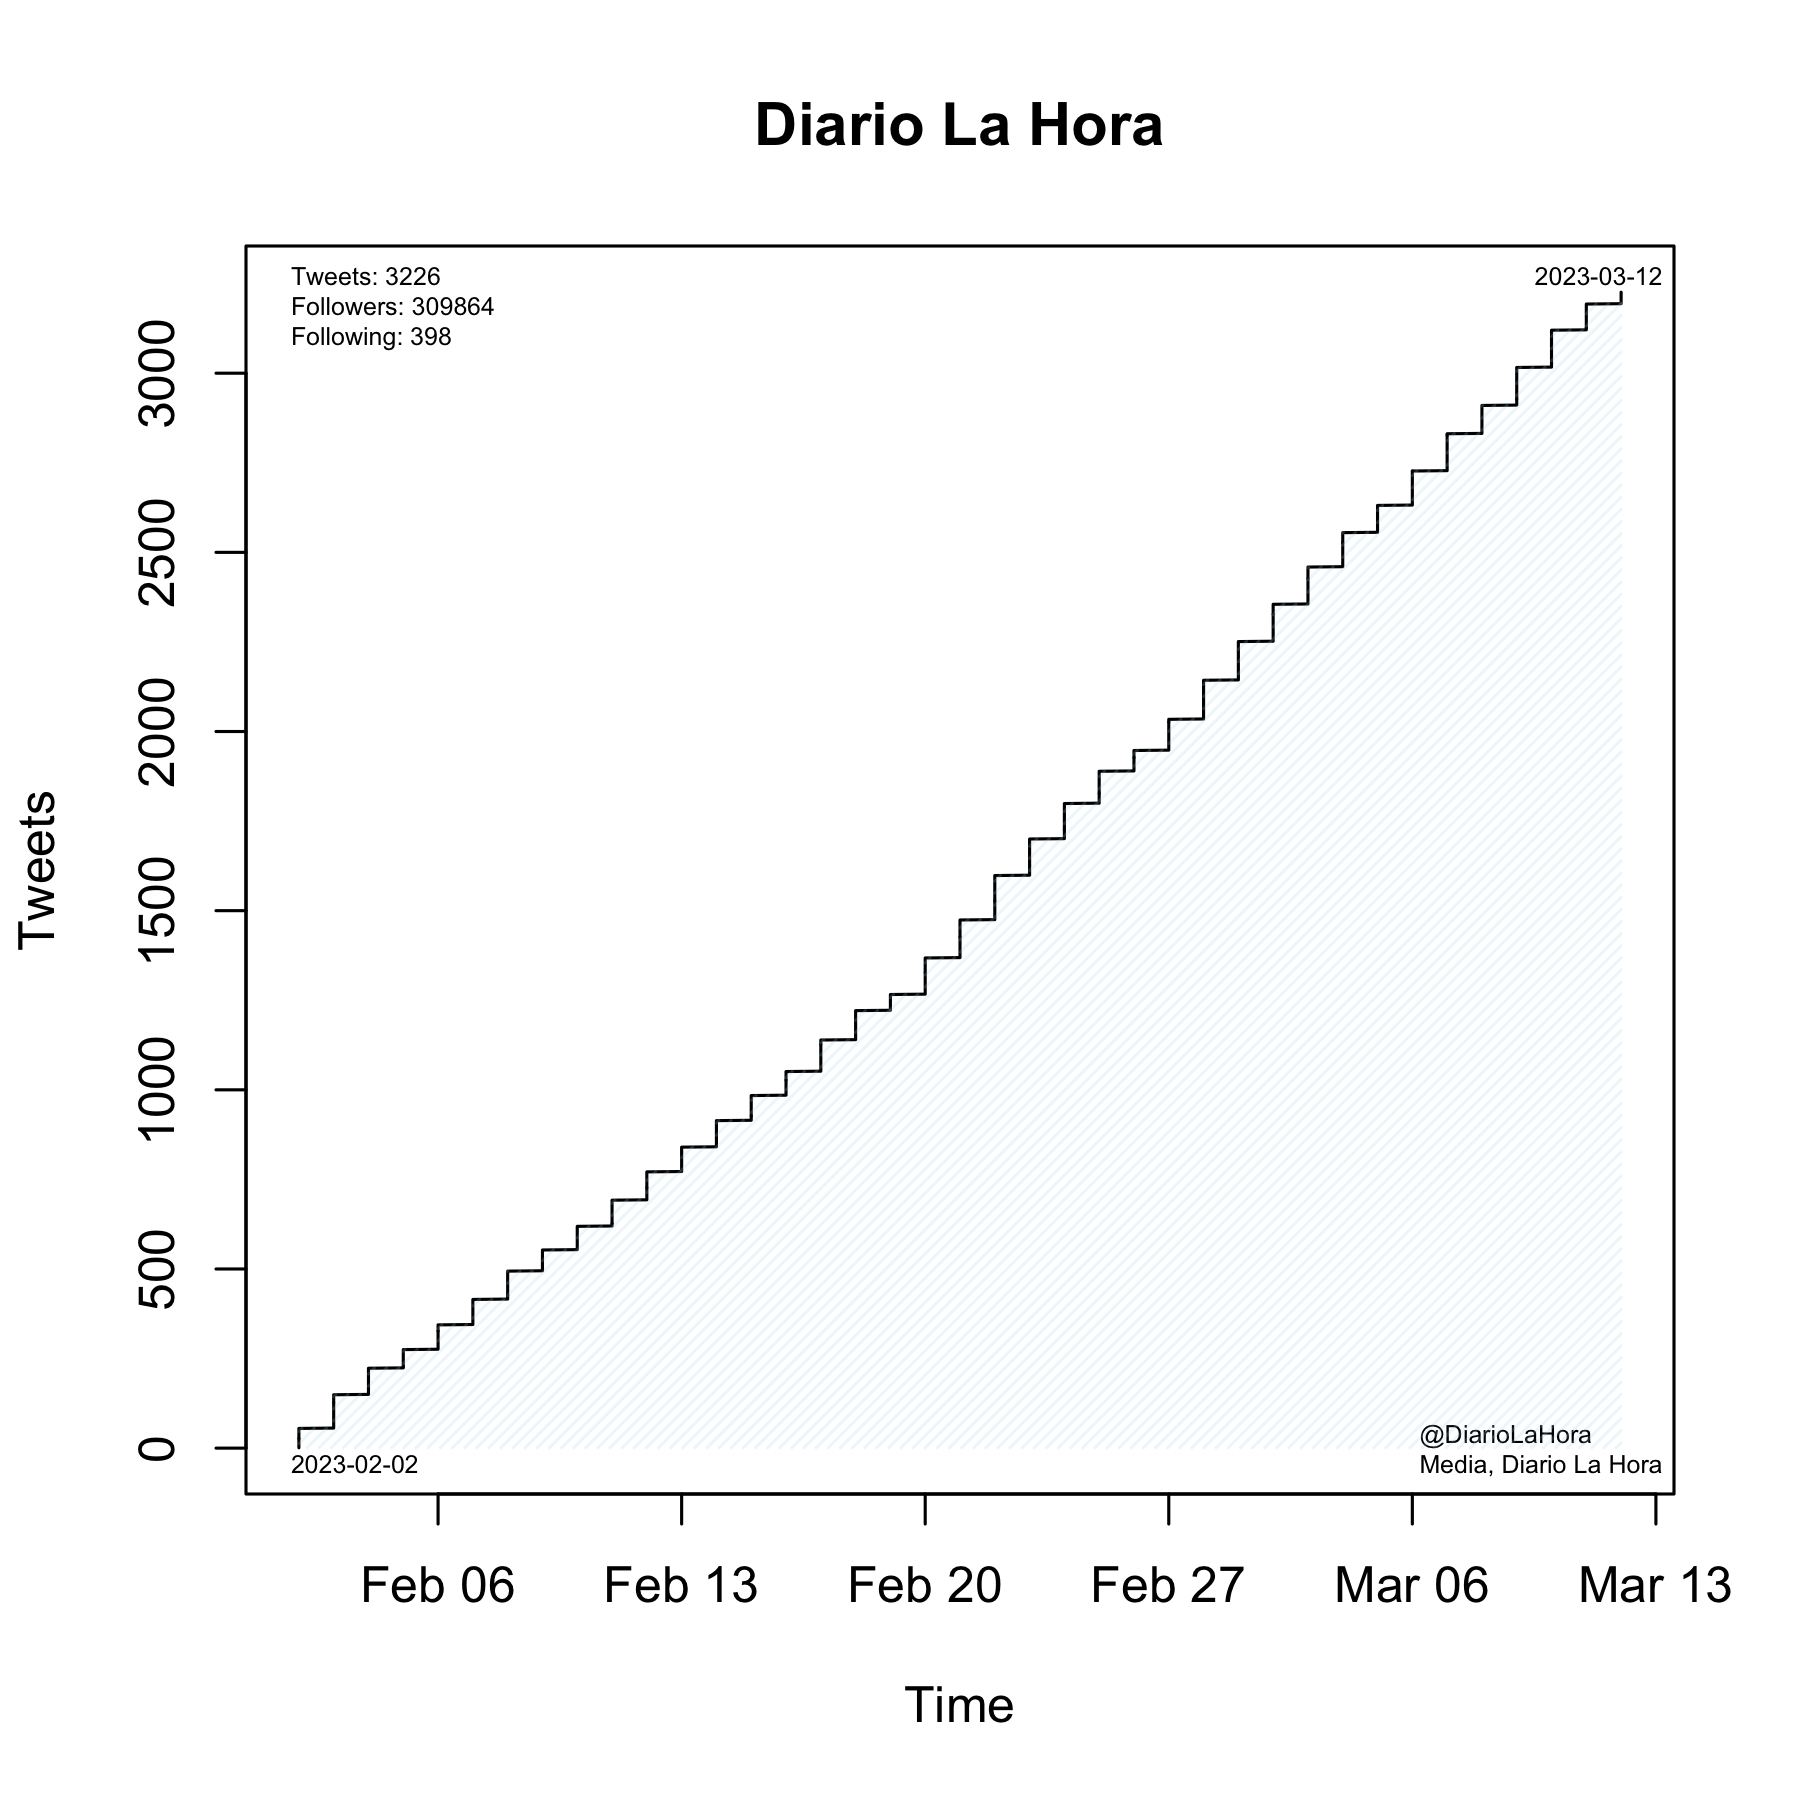 Diario La Hora
Tweets: 3226
Followers: 309864
Following: 398
2023-03-12
3000
2500
2000
1500
1000
500
0
Tweets
2023-02-02
@DiarioLaHora
Media, Diario La Hora
Feb 06
Feb 13
Feb 20
Feb 27
Mar 06
Mar 13
Time